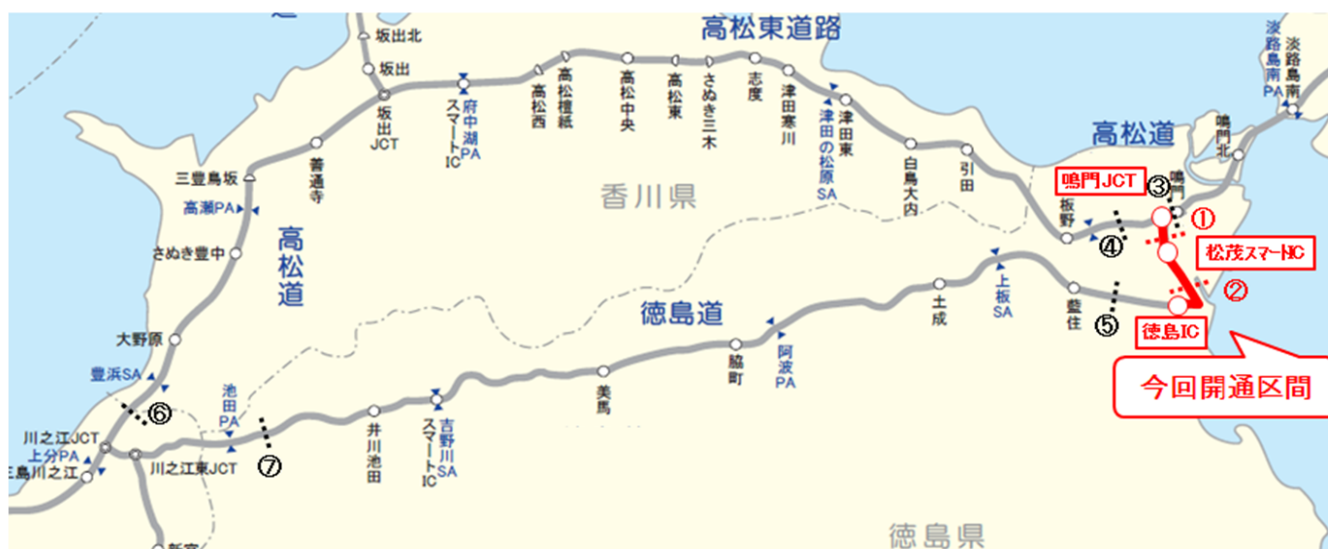 道
坂出北
坂出
坂出
JCT
府中湖PA
スマートIC
高松西
高松檀紙
高松中央
高松東
さぬき三木
志度
津田寒川
津田東
津田の松原SA
高松東道路
白鳥大内
引田
板野
高松道
鳴門JCT
③
鳴門
鳴門北
淡路島南PA
淡路島南
①
④
松茂スマートIC
②
徳島IC
今回開通区間
⑤
藍住
上板SA
土成
徳島道
阿波PA
脇町
美馬
吉野川SA
スマートIC
井川池田
⑦
池田PA
川之江東JCT
川之江JCT
上分PA
三島川之江
新宮
⑥
豊浜SA
大野原
さぬき豊中
高松道
高瀬PA
三豊鳥坂
善通寺
香川県
徳島県